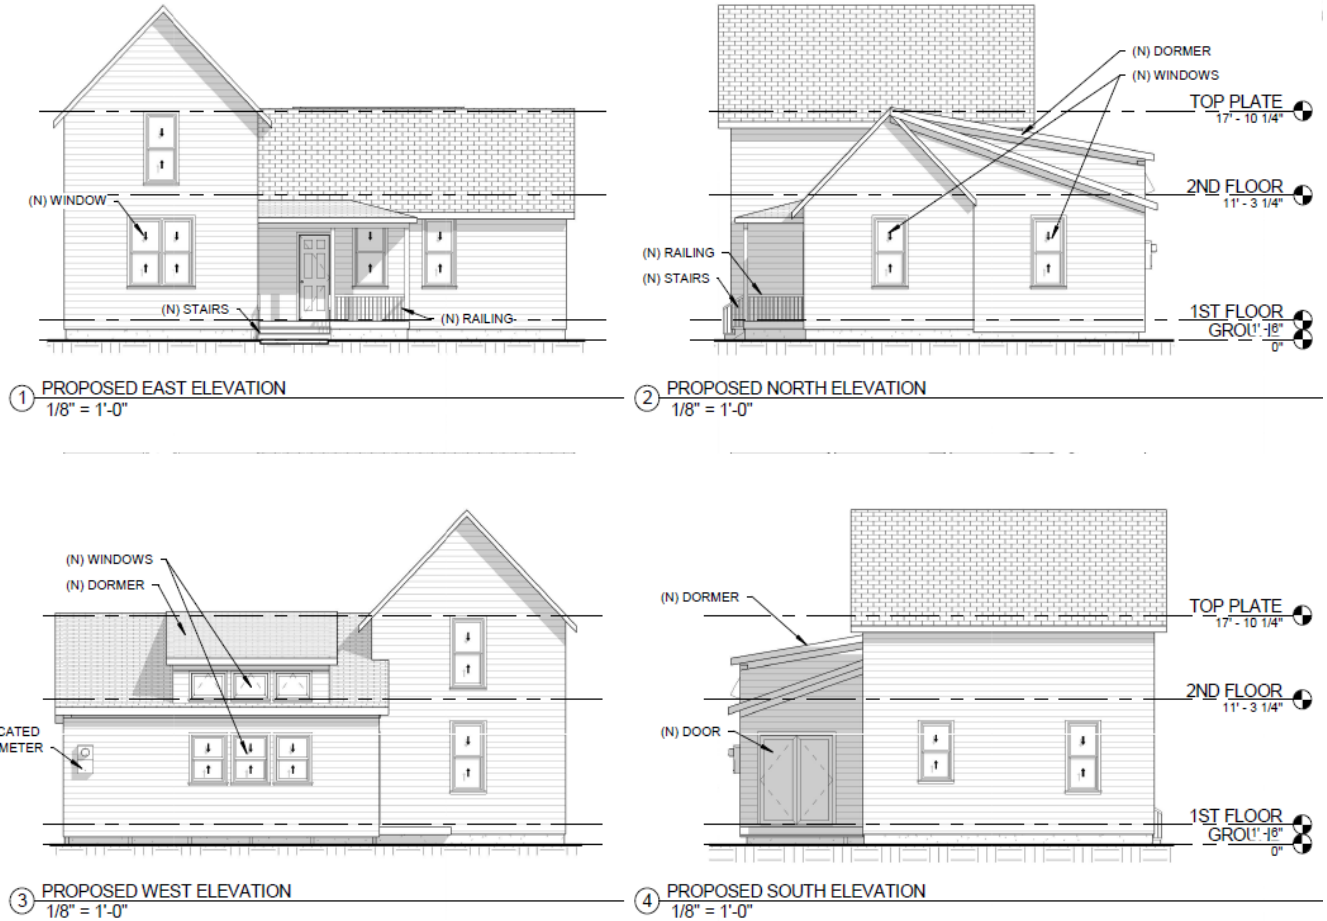 (N) DORMER
(N) WINDOWS
TOP PLATE
17' - 10 1/4"
2ND FLOOR
11' - 3 1/4"
(N) WINDOW
(N) RAILING
(N) STAIRS
(N) STAIRS
(N) RAILING
1ST FLOOR
0"
1 PROPOSED EAST ELEVATION
1/8" = 1'-0"
2 PROPOSED NORTH ELEVATION
1/8" = 1'-0"
(N) WINDOWS
(N) DORMER
(N) DORMER
TOP PLATE
17' - 10 1/4"
2ND FLOOR
11' - 3 1/4"
CATED
METER
(N) DOOR
1ST FLOOR
0"
3 PROPOSED WEST ELEVATION
1/8" = 1'-0"
4 PROPOSED SOUTH ELEVATION
1/8" = 1'-0"